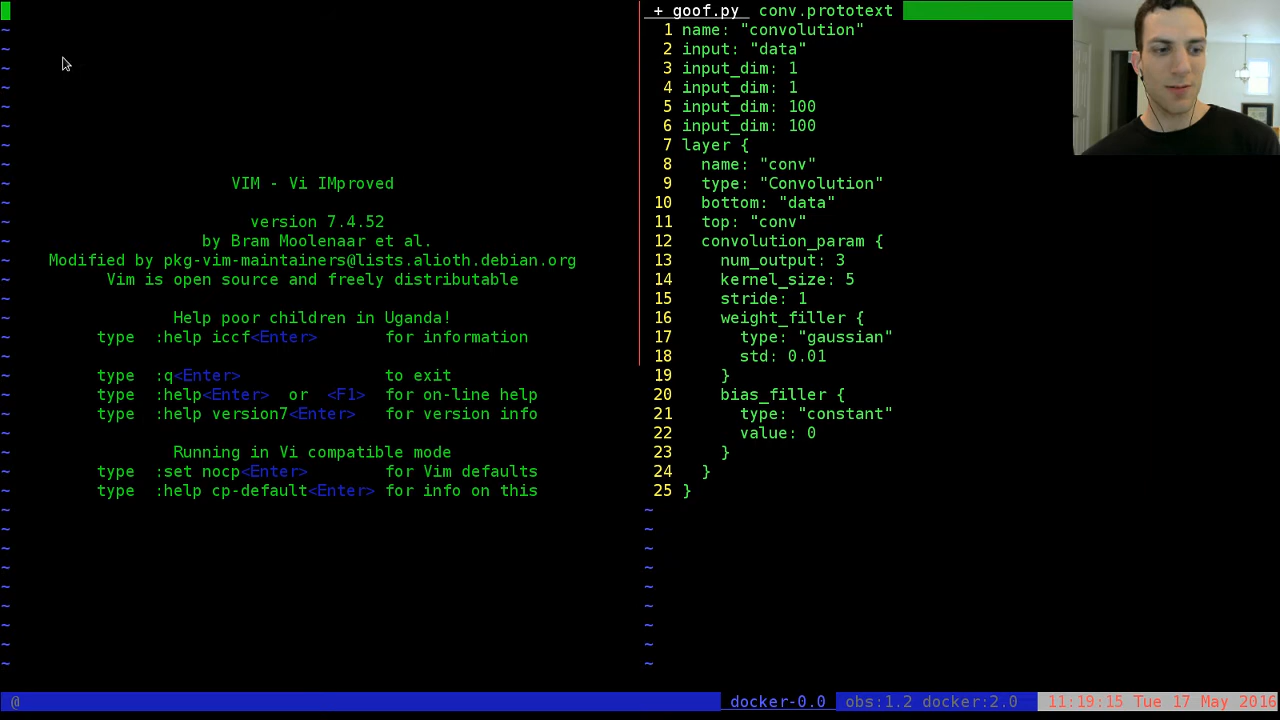 VIM - Vi IMproved
version 7.4.52
by Bram Moolenaar et al.
Modified by pkg-vim-maintainers@lists.alioth.debian.org
Vim is open source and freely distributable
Help poor children in Uganda!
type :help iccf<Enter> for information
type :q<Enter> to exit
type :help<Enter> or <F1> for on-line help
type :help version7<Enter> for version info
Running in Vi compatible mode
type :set nocp<Enter> for Vim defaults
type :help cp-default<Enter> for info on this
+ goof.py conv.prototext
1 name: "convolution"
2 input: "data"
3 input_dim: 1
4 input_dim: 1
5 input_dim: 100
6 input_dim: 100
7 layer {
8 name: "conv"
9 type: "Convolution"
10 bottom: "data"
11 top: "conv"
12 convolution_param {
13 num_output: 3
14 kernel_size: 5
15 stride: 1
16 weight_filler {
17 type: "gaussian"
18 std: 0.01
19 }
20 bias_filler {
21 type: "constant"
22 value: 0
23 }
24 }
25 }
@ docker-0.0 obs:1.2 docker:2.0 11:19:15 Tue 17 May 2016